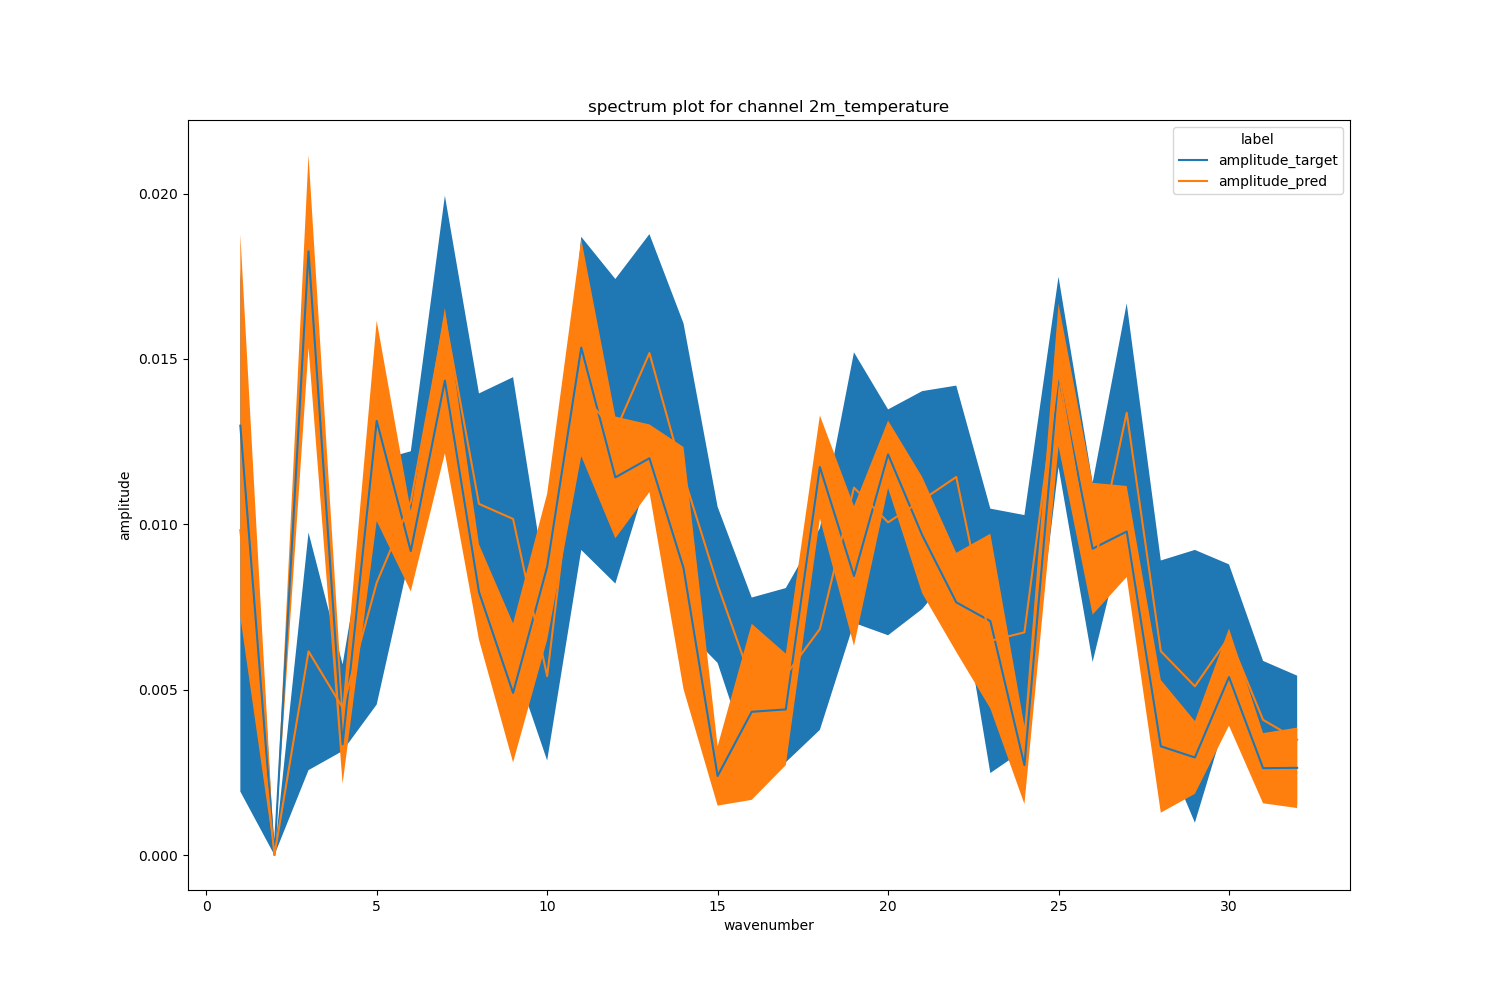 spectrum plot for channel 2m_temperature
label
amplitude_target
amplitude_pred
0.020
0.015
0.010
0.005
0.000
amplitude
0 5 10 15 20 25 30
wavenumber